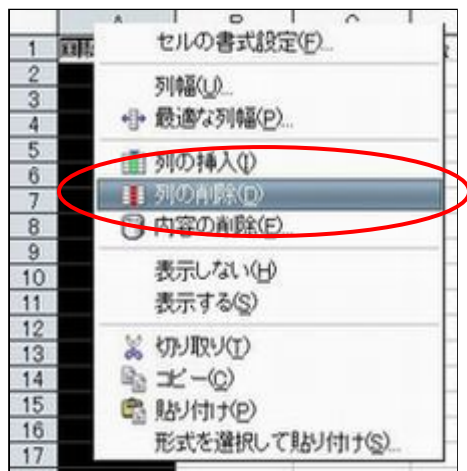 A
1
セルの書式設定(F)...
2
列幅(U)...
3
最適な列幅(P)...
4
5
列の挿入(I)
6
列の削除(D)
7
内容の削除(E)...
8
9
表示しない(H)
10
表示する(S)
11
12
切り取り(T)
13
コピー(C)
14
貼り付け(P)
15
形式を選択して貼り付け(S)...
16
17